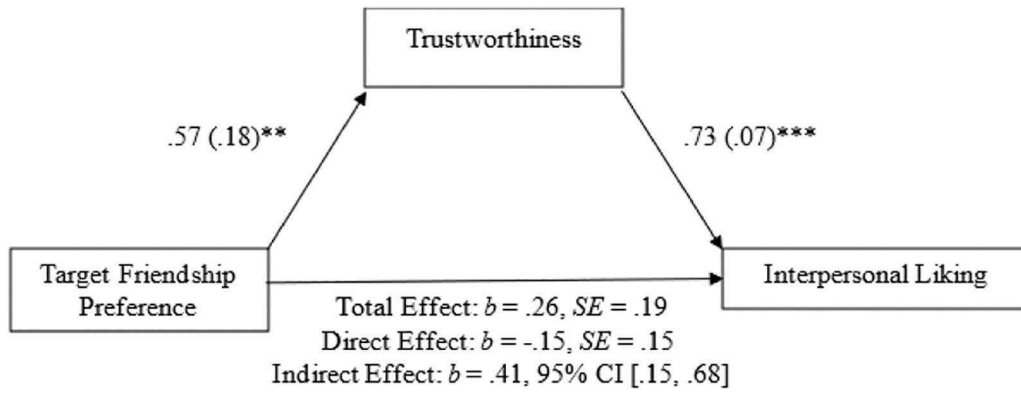 Trustworthiness
.57 (.18)**
.73 (.07)***
Target Friendship
Preference
Interpersonal Liking
Total Effect: b = .26, SE = .19
Direct Effect: b = -.15, SE = .15
Indirect Effect: b = .41, 95% CI [.15, .68]